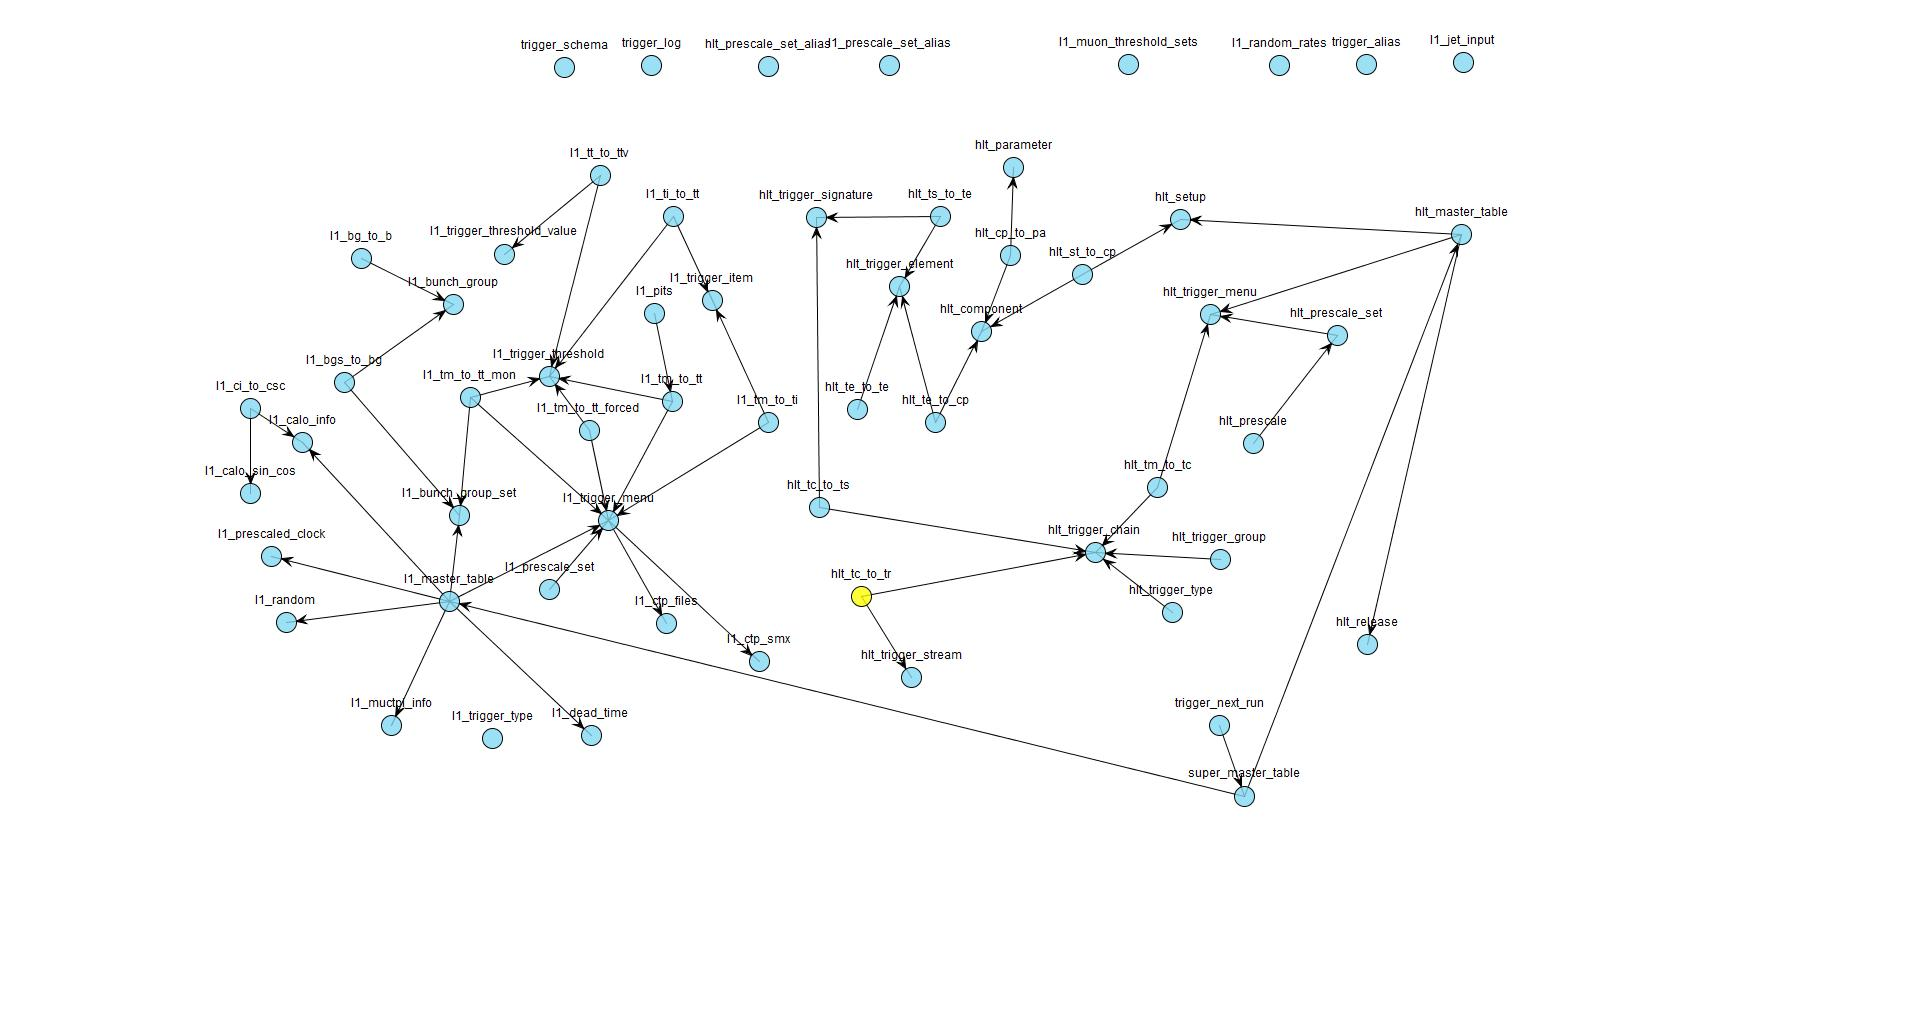 trigger_schema
trigger_log
hlt_prescale_set_alias
l1_prescale_set_alias
l1_muon_threshold_sets
l1_random_rates
trigger_alias
l1_jet_input
l1_tt_to_ttv
hlt_parameter
l1_ti_to_tt
hlt_trigger_signature
hlt_ts_to_te
hlt_setup
hlt_master_table
l1_bg_to_b
l1_trigger_threshold_value
hlt_cp_to_pa
hlt_st_to_cp
hlt_trigger_element
l1_bunch_group
l1_trigger_item
l1_pits
hlt_trigger_menu
hlt_component
hlt_prescale_set
l1_bgs_to_bg
l1_trigger_threshold
l1_tm_to_tt_mon
l1_tm_to_tt
l1_ci_to_csc
hlt_te_to_te
l1_tm_to_ti
hlt_te_to_cp
l1_tm_to_tt_forced
l1_calo_info
hlt_prescale
l1_calo_sin_cos
hlt_tm_to_tc
hlt_tc_to_ts
l1_bunch_group_set
l1_trigger_menu
l1_prescaled_clock
hlt_trigger_chain
hlt_trigger_group
l1_master_table
l1_prescale_set
hlt_tc_to_tr
hlt_trigger_type
l1_random
l1_ctp_files
hlt_release
l1_ctp_smx
hlt_trigger_stream
l1_muctpi_info
trigger_next_run
l1_trigger_type
l1_dead_time
super_master_table